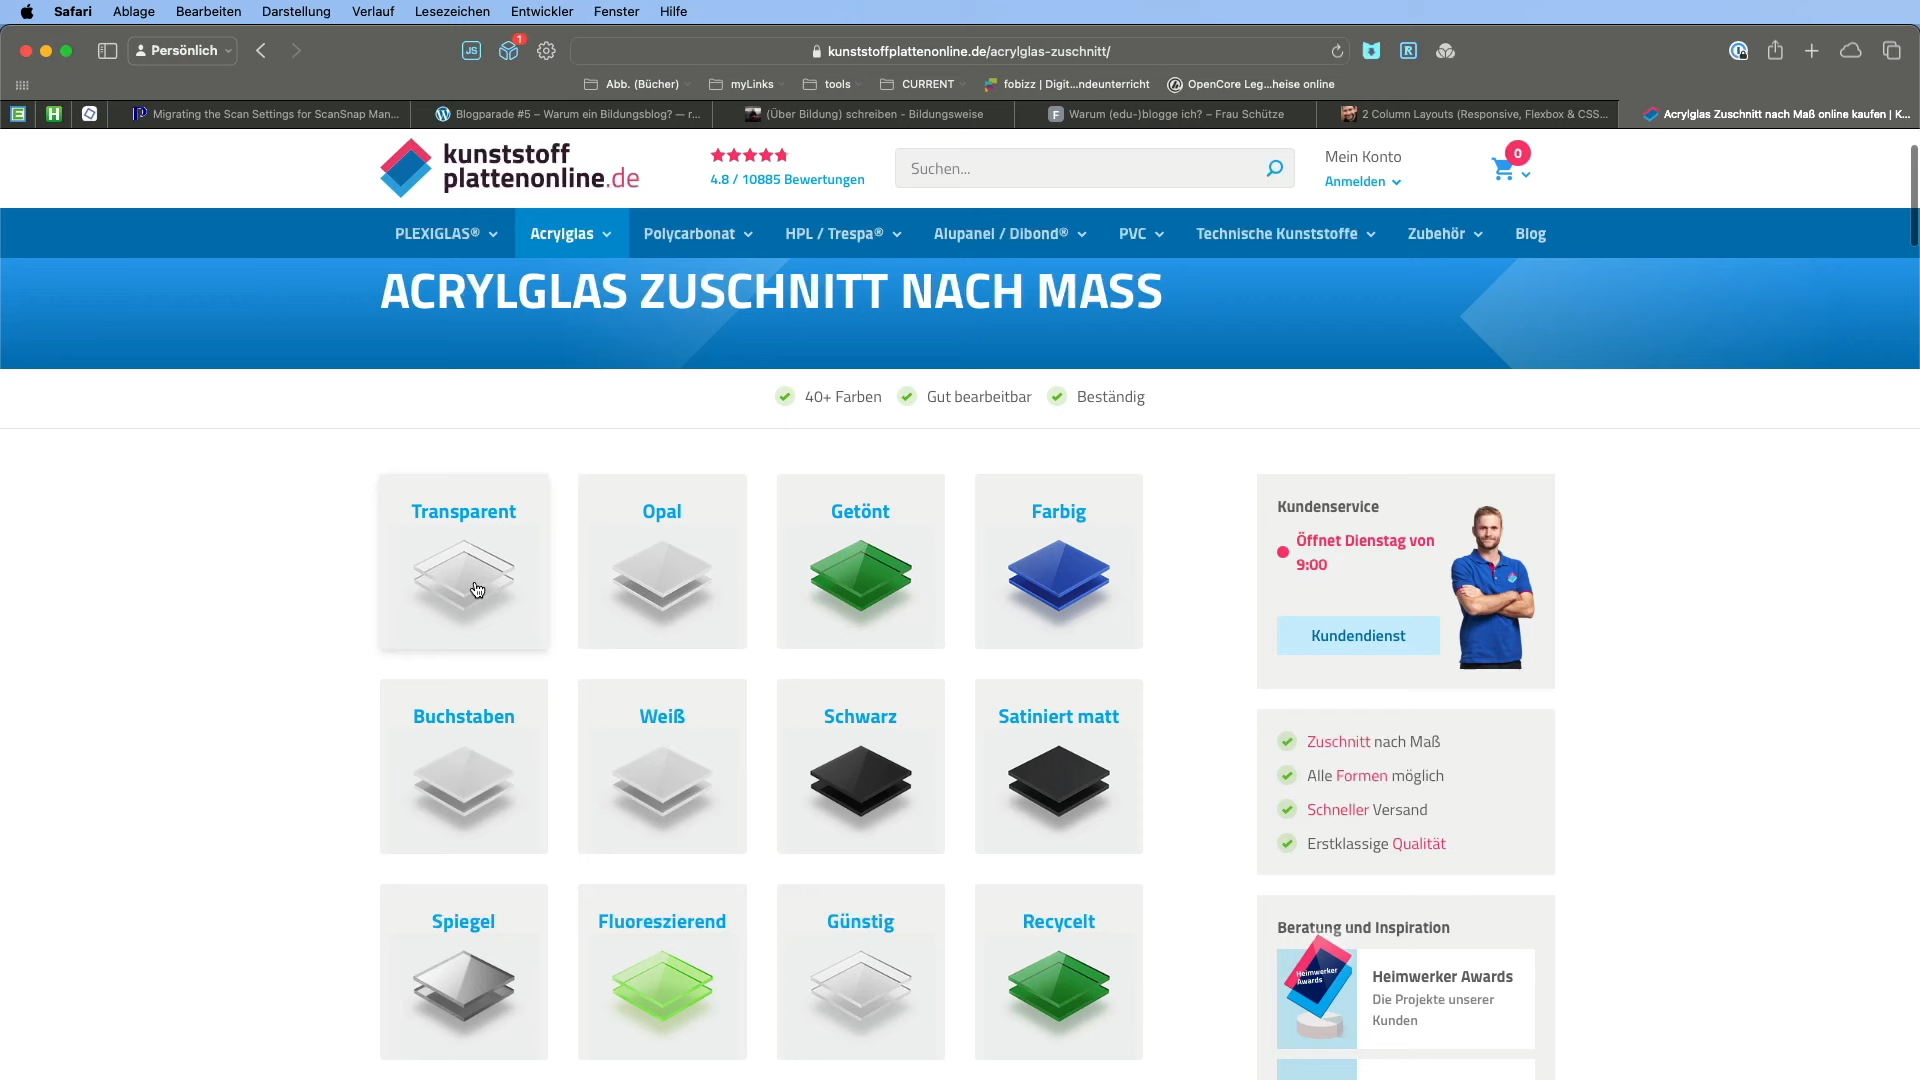 Safari Ablage Bearbeiten Darstellung Verlauf Lesezeichen Entwickler Fenster Hilfe
Persönlich
JS
1
kunststoffplattenonline.de/acrylglas-zuschnitt/
R
Abb. (Bücher) myLinks tools CURRENT fobizz | Digit...ndeunterricht OpenCore Leg...heise online
E H P Migrating the Scan Settings for ScanSnap Man... Blogparade #5 – Warum ein Bildungsblog? — r... (Über Bildung) schreiben - Bildungsweise F Warum (edu-)blogge ich? – Frau Schütze 2 Column Layouts (Responsive, Flexbox & CSS... Acrylglas Zuschnitt nach Maß online kaufen | K...
kunststoff
plattenonline.de
4.8 / 10885 Bewertungen
Suchen...
Mein Konto
Anmelden
0
PLEXIGLAS® Acrylglas Polycarbonat HPL / Trespa® Alupanel / Dibond® PVC Technische Kunststoffe Zubehör Blog
ACRYLGLAS ZUSCHNITT NACH MASS
40+ Farben Gut bearbeitbar Beständig
Transparent Opal Getönt Farbig
Buchstaben Weiß Schwarz Satiniert matt
Spiegel Fluoreszierend Günstig Recycelt
Kundenservice
Öffnet Dienstag von
9:00
Kundendienst
Zuschnitt nach Maß
Alle Formen möglich
Schneller Versand
Erstklassige Qualität
Beratung und Inspiration
Heimwerker
Awards
Heimwerker Awards
Die Projekte unserer
Kunden